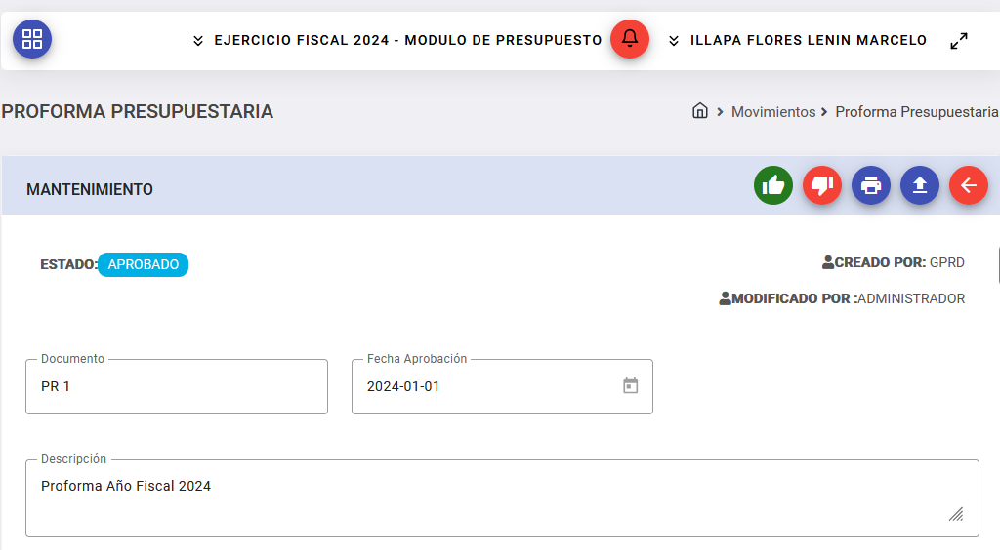 EJERCICIO FISCAL 2024 - MODULO DE PRESUPUESTO
ILLAPA FLORES LENIN MARCELO
PROFORMA PRESUPUESTARIA
Movimientos
Proforma Presupuestaria
MANTENIMIENTO
ESTADO: APROBADO
CREADO POR: GPRD
MODIFICADO POR :ADMINISTRADOR
Documento
PR 1
Fecha Aprobación
2024-01-01
Descripción
Proforma Año Fiscal 2024